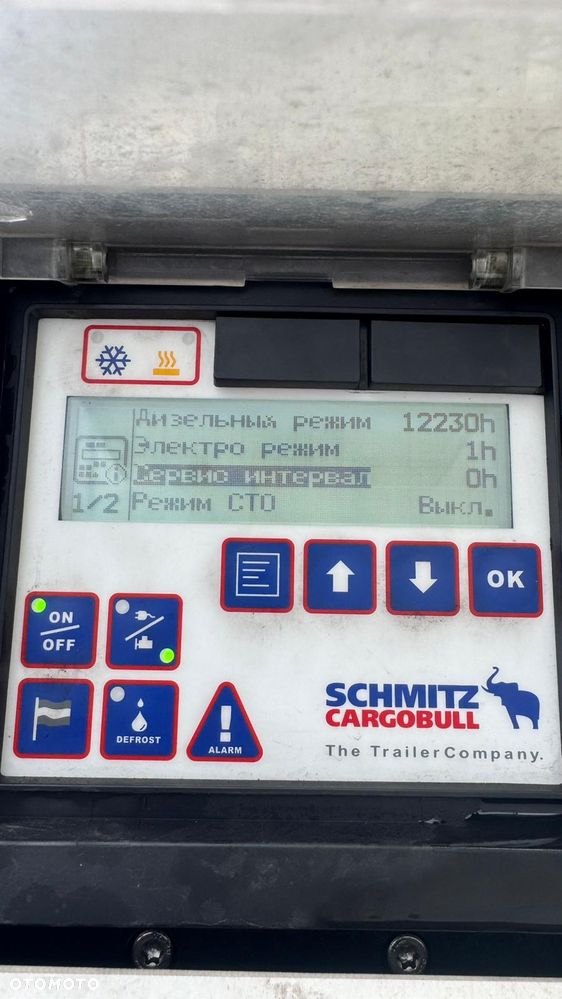 Дизельный режим 12230h
Электро режим 1h
Сервис интервал 0h
1/2 Режим СТО Выкл.
OK
ON
OFF
DEFROST
ALARM
SCHMITZ
CARGOBULL
The TrailerCompany.
OTOMOTO